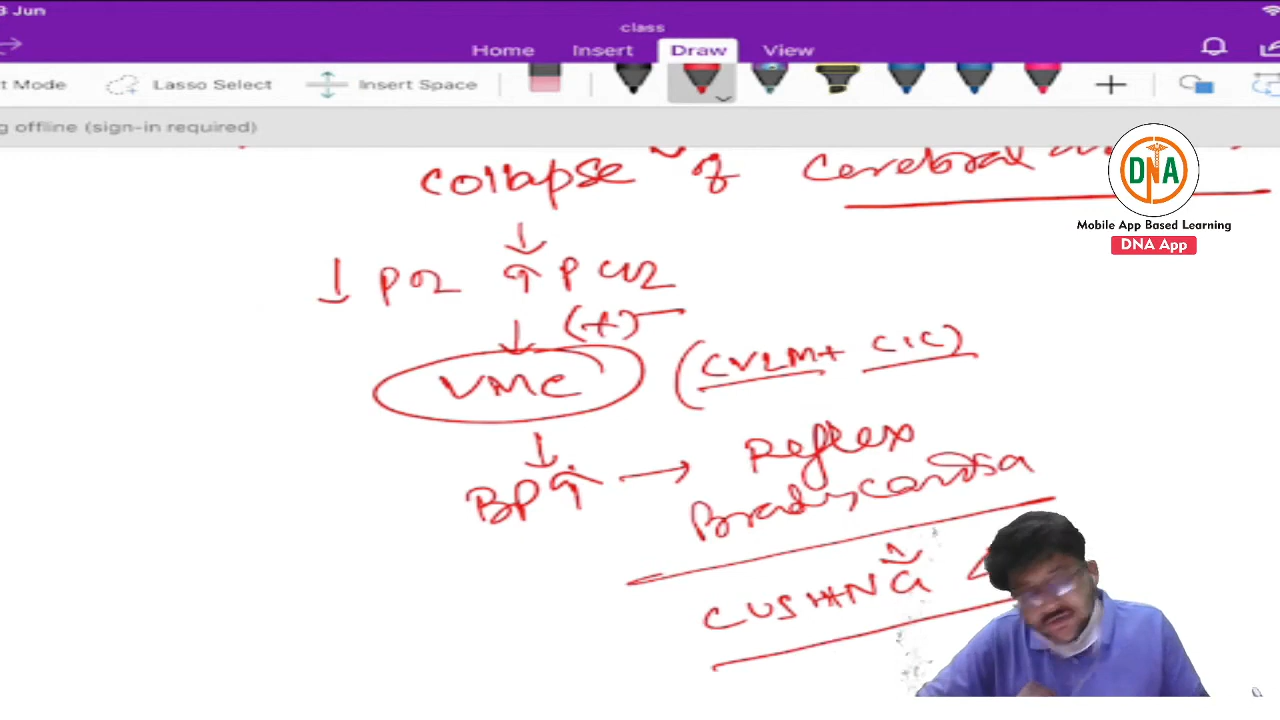 3 Jun
class
Home Insert Draw View
t Mode Lasso Select Insert Space
g offline (sign-in required)
collapse of cerebral
DNA
Mobile App Based Learning
DNA App
↓ PO2 ↑ PCO2
(+)
VMC (CVLM+ CIC)
BP↑ → Reflex
Bradycardia
CUSHING